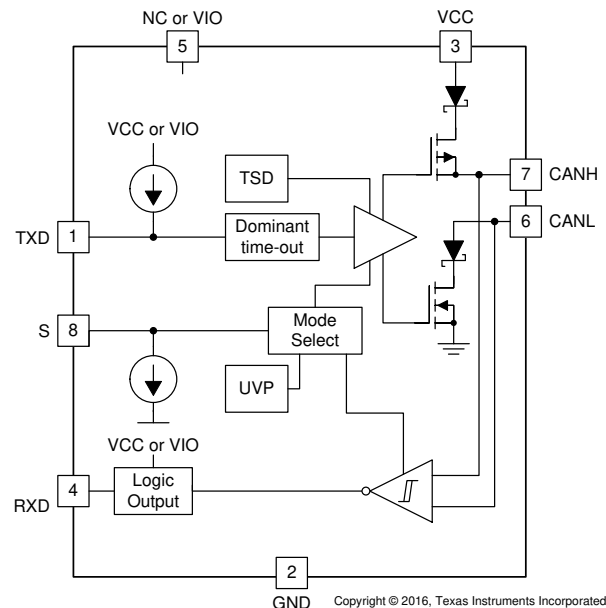 NC or VIO
VCC
5
3
VCC or VIO
TSD
7
CANH
6
CANL
TXD
1
Dominant
time-out
S
8
Mode
Select
UVP
VCC or VIO
RXD
4
Logic
Output
2
GND
Copyright © 2016, Texas Instruments Incorporated